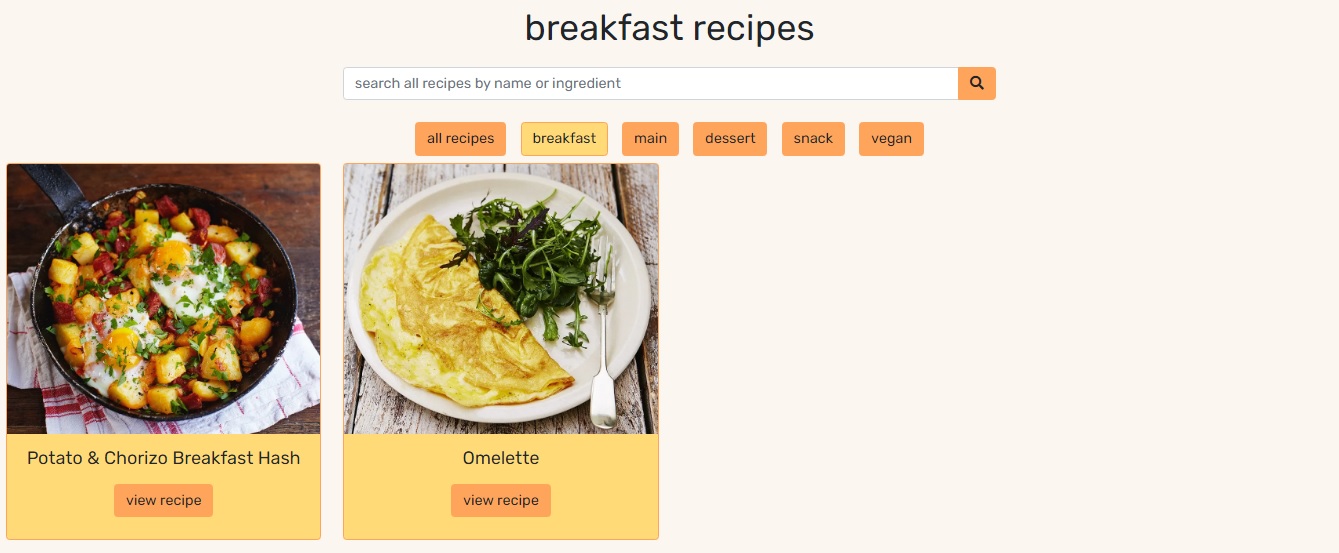 breakfast recipes
search all recipes by name or ingredient
all recipes breakfast main dessert snack vegan
Potato & Chorizo Breakfast Hash
view recipe
Omelette
view recipe